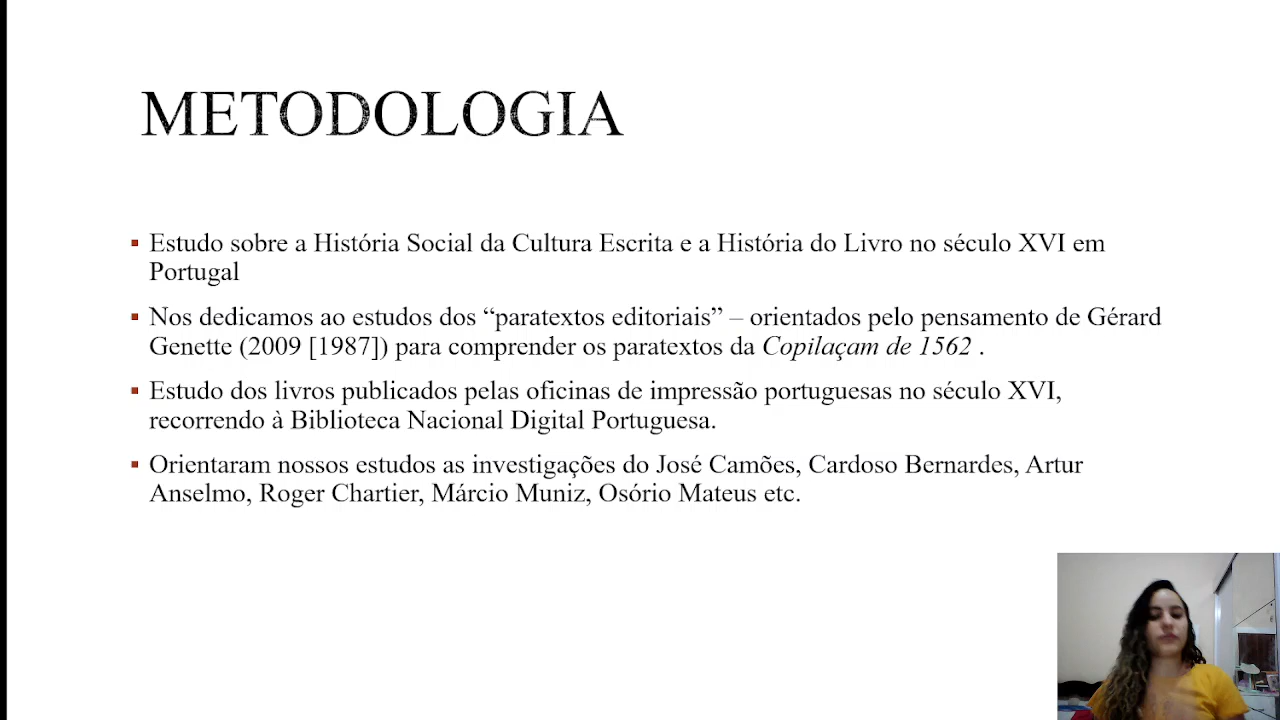 METODOLOGIA
Estudo sobre a História Social da Cultura Escrita e a História do Livro no século XVI em
Portugal
Nos dedicamos ao estudos dos “paratextos editoriais” – orientados pelo pensamento de Gérard
Genette (2009 [1987]) para comprender os paratextos da Copilaçam de 1562 .
Estudo dos livros publicados pelas oficinas de impressão portuguesas no século XVI,
recorrendo à Biblioteca Nacional Digital Portuguesa.
Orientaram nossos estudos as investigações do José Camões, Cardoso Bernardes, Artur
Anselmo, Roger Chartier, Márcio Muniz, Osório Mateus etc.